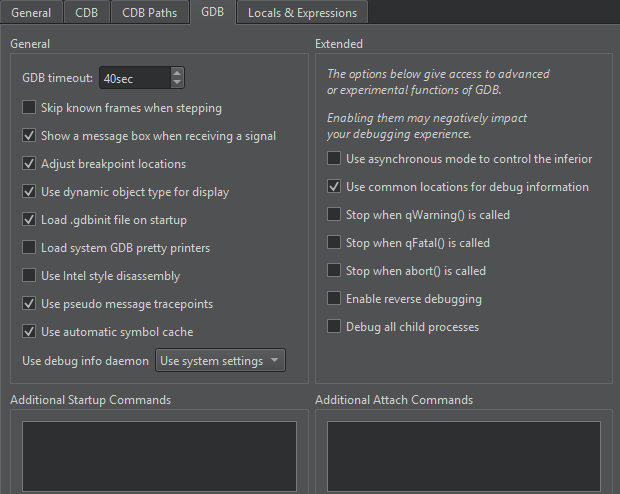 General
CDB
CDB Paths
GDB
Locals & Expressions
General
GDB timeout: 40sec
Skip known frames when stepping
Show a message box when receiving a signal
Adjust breakpoint locations
Use dynamic object type for display
Load .gdbinit file on startup
Load system GDB pretty printers
Use Intel style disassembly
Use pseudo message tracepoints
Use automatic symbol cache
Use debug info daemon Use system settings
Extended
The options below give access to advanced
or experimental functions of GDB.
Enabling them may negatively impact
your debugging experience.
Use asynchronous mode to control the inferior
Use common locations for debug information
Stop when qWarning() is called
Stop when qFatal() is called
Stop when abort() is called
Enable reverse debugging
Debug all child processes
Additional Startup Commands
Additional Attach Commands